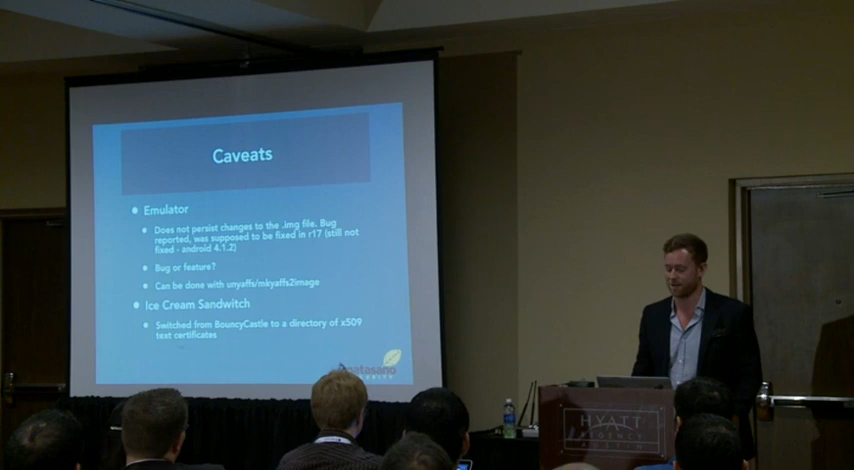 Caveats
Emulator
Does not persist changes to the .img file. Bug
reported, was supposed to be fixed in r17 (still not
fixed - android 4.1.2)
Bug or feature?
Can be done with unyaffs/mkyaffs2image
Ice Cream Sandwitch
Switched from BouncyCastle to a directory of x509
text certificates
matasano
HYATT
REGENCY